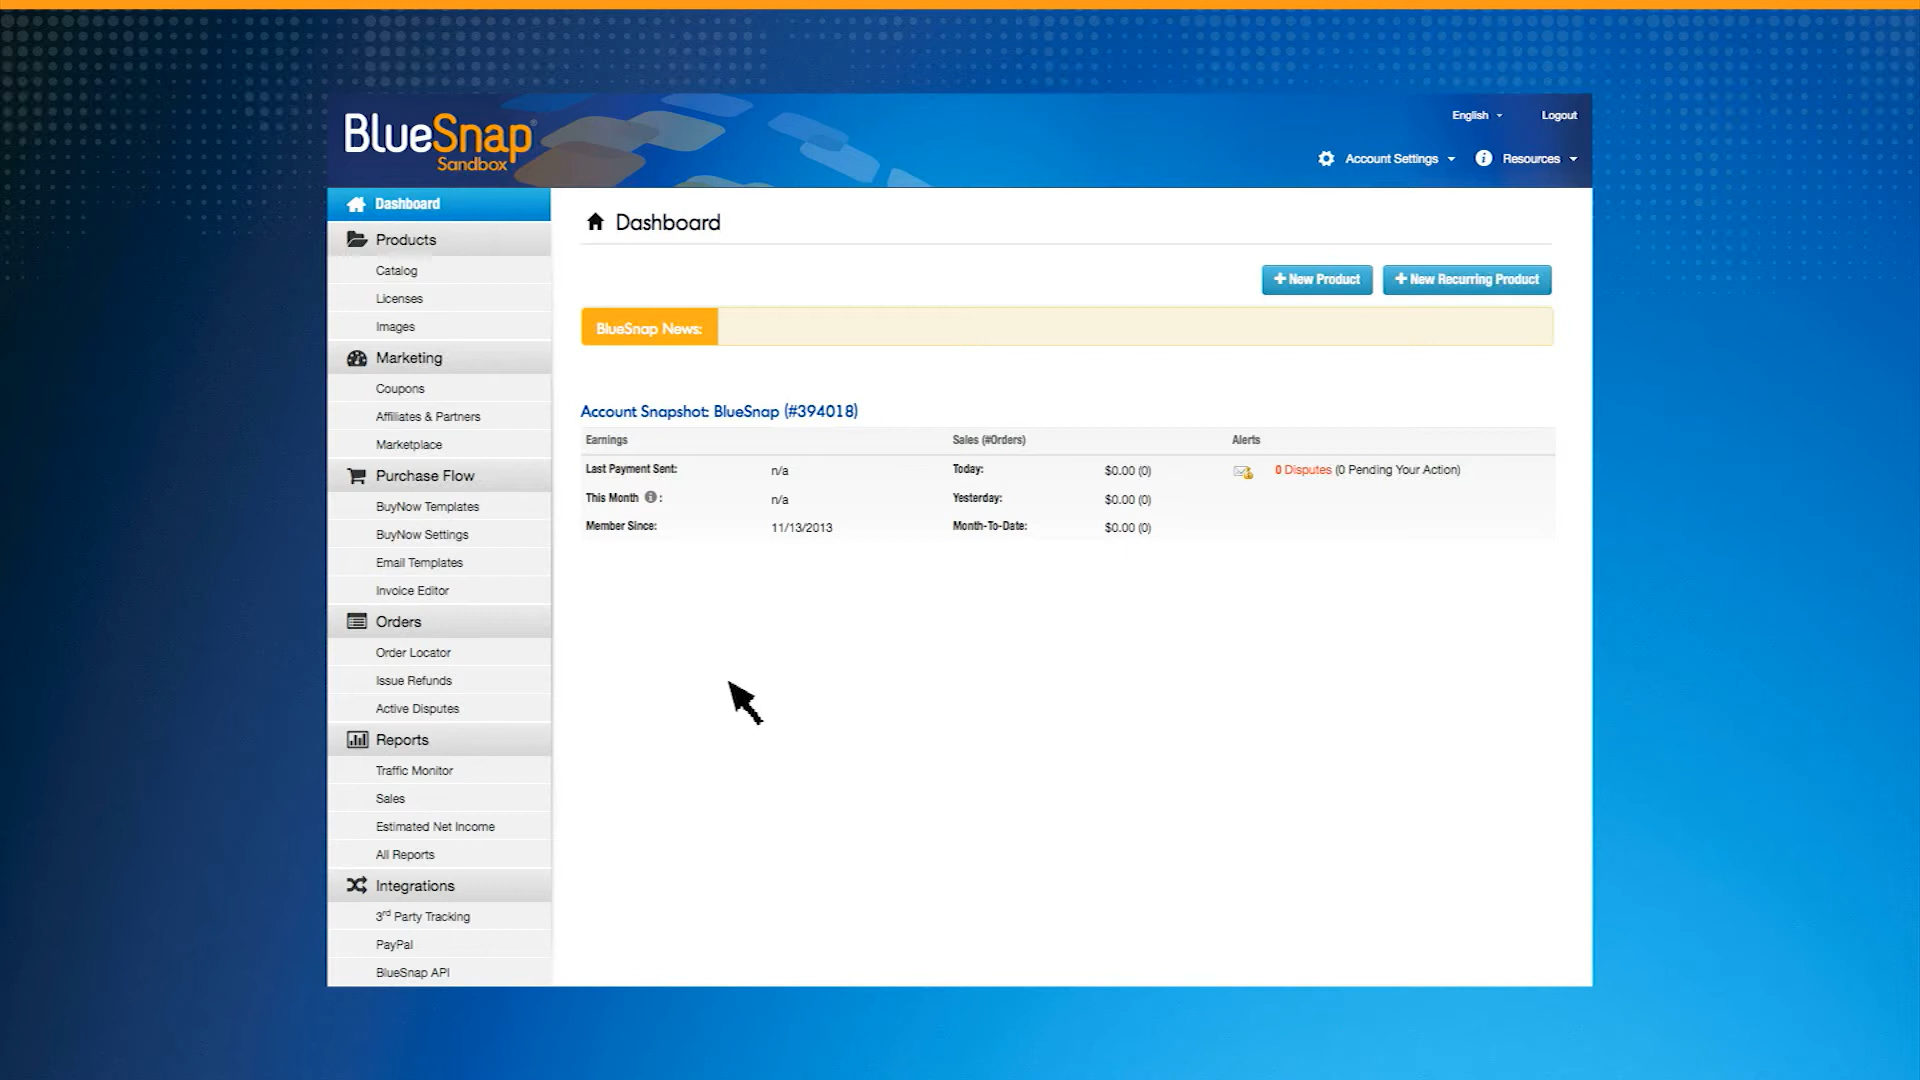 BlueSnap®
Sandbox
English
Logout
Account Settings
Resources
Dashboard
Products
Catalog
Licenses
Images
Marketing
Coupons
Affiliates & Partners
Marketplace
Purchase Flow
BuyNow Templates
BuyNow Settings
Email Templates
Invoice Editor
Orders
Order Locator
Issue Refunds
Active Disputes
Reports
Traffic Monitor
Sales
Estimated Net Income
All Reports
Integrations
3rd Party Tracking
PayPal
BlueSnap API
Dashboard
New Product
New Recurring Product
BlueSnap News:
Account Snapshot: BlueSnap (#394018)
Earnings Sales (#Orders) Alerts
Last Payment Sent: n/a Today: $0.00 (0) 0 Disputes (0 Pending Your Action)
This Month : n/a Yesterday: $0.00 (0)
Member Since: 11/13/2013 Month-To-Date: $0.00 (0)